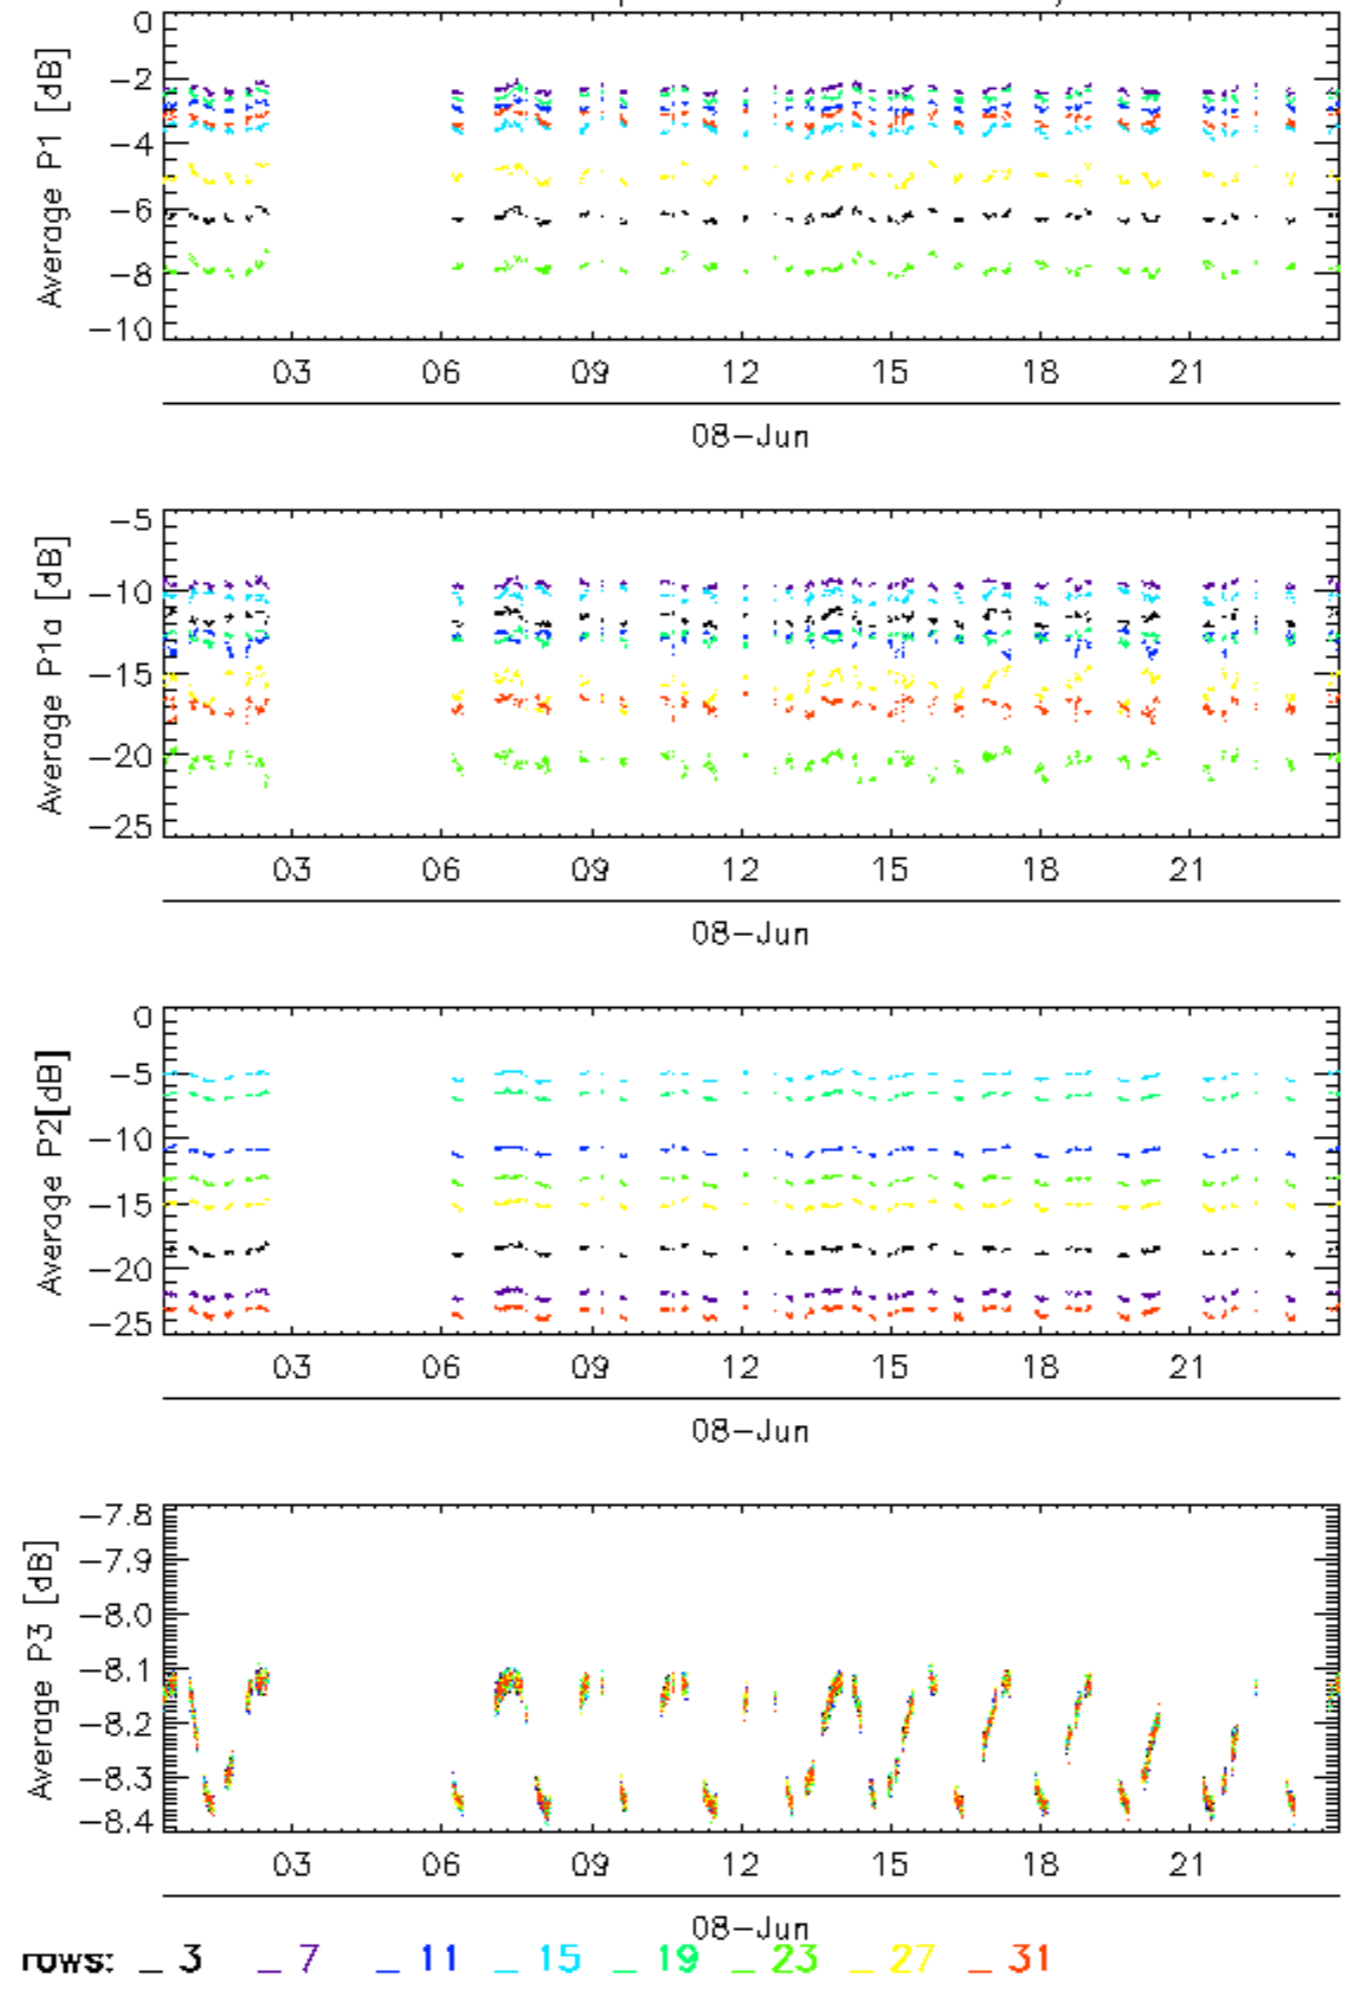 0
−2
−4
−6
−8
−10
Average P1 [dB]
03 06 09 12 15 18 21
08−Jun
−5
−10
−15
−20
−25
Average P1a [dB]
03 06 09 12 15 18 21
08−Jun
0
−5
−10
−15
−20
−25
Average P2[dB]
03 06 09 12 15 18 21
08−Jun
−7.8
−7.9
−8.0
−8.1
−8.2
−8.3
−8.4
Average P3 [dB]
03 06 09 12 15 18 21
08−Jun
rows: _ 3 _ 7 _ 11 _ 15 _ 19 _ 23 _ 27 _ 31